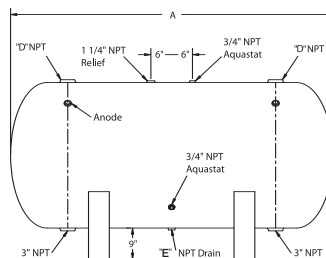 A
"D" NPT
1 1/4" NPT
Relief
6"
6"
3/4" NPT
Aquastat
"D" NPT
Anode
3/4" NPT
Aquastat
3" NPT
9"
"E" NPT Drain
3" NPT